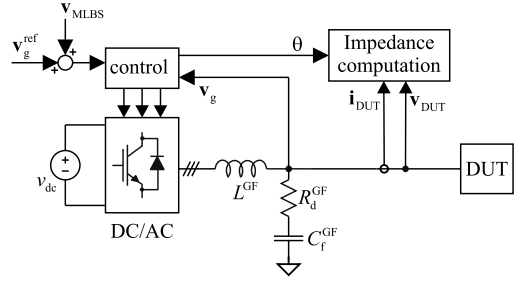 v_MLBS
v_g^ref
+
+
control
θ
Impedance
computation
v_g
i_DUT
v_DUT
v_dc
+
−
DC/AC
L^GF
R_d^GF
C_f^GF
DUT